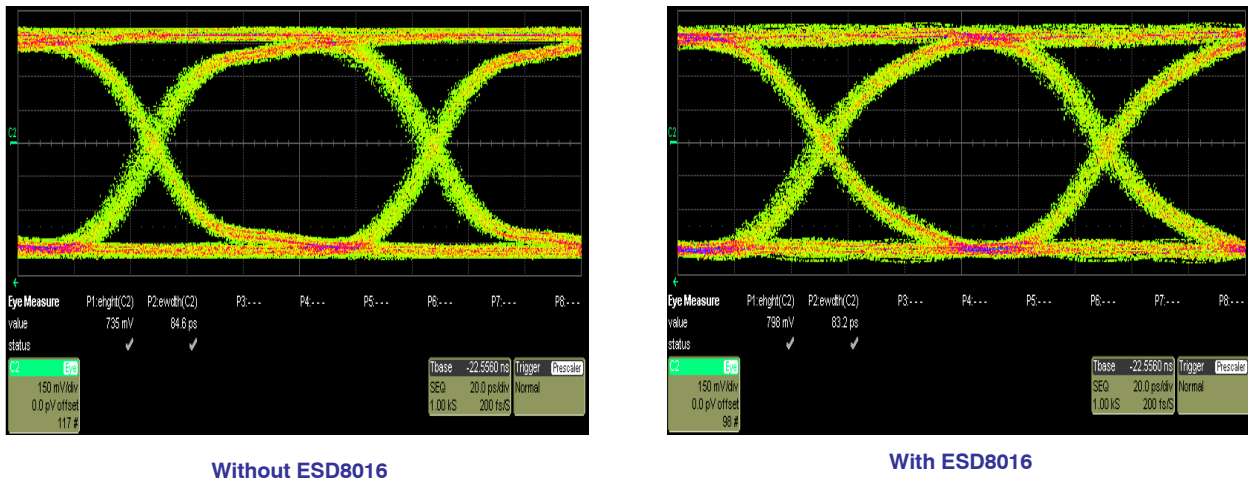 C2
Eye Measure P1:ehght(C2) P2:ewdth(C2) P3:--- P4:--- P5:--- P6:--- P7:--- P8:---
value 735 mV 84.6 ps
status ✓ ✓
C2 Eye
150 mV/div
0.0 pV offset
117 #
Tbase -22.5560 ns
SEQ 20.0 ps/div
1.00 kS 200 fs/S
Trigger Prescaler
Normal
Without ESD8016
C2
Eye Measure P1:ehght(C2) P2:ewdth(C2) P3:--- P4:--- P5:--- P6:--- P7:--- P8:---
value 798 mV 83.2 ps
status ✓ ✓
C2 Eye
150 mV/div
0.0 pV offset
98 #
Tbase -22.5560 ns
SEQ 20.0 ps/div
1.00 kS 200 fs/S
Trigger Prescaler
Normal
With ESD8016